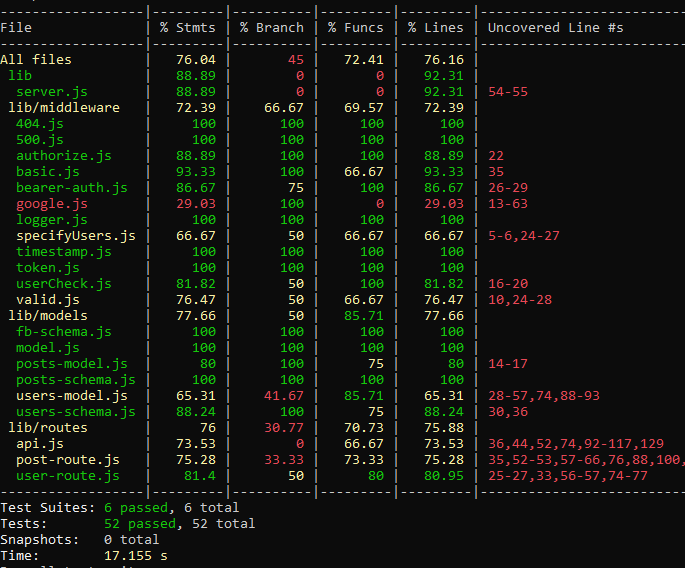 ------------------|----------|----------|----------|----------|-------------------------
File              |  % Stmts | % Branch |  % Funcs |  % Lines | Uncovered Line #s
------------------|----------|----------|----------|----------|-------------------------
All files         |    76.04 |       45 |    72.41 |    76.16 |
 lib              |    88.89 |        0 |        0 |    92.31 |
  server.js       |    88.89 |        0 |        0 |    92.31 | 54-55
 lib/middleware   |    72.39 |    66.67 |    69.57 |    72.39 |
  404.js          |      100 |      100 |      100 |      100 |
  500.js          |      100 |      100 |      100 |      100 |
  authorize.js    |    88.89 |      100 |      100 |    88.89 | 22
  basic.js        |    93.33 |      100 |    66.67 |    93.33 | 35
  bearer-auth.js  |    86.67 |       75 |      100 |    86.67 | 26-29
  google.js       |    29.03 |      100 |        0 |    29.03 | 13-63
  logger.js       |      100 |      100 |      100 |      100 |
  specifyUsers.js |    66.67 |       50 |    66.67 |    66.67 | 5-6,24-27
  timestamp.js    |      100 |      100 |      100 |      100 |
  token.js        |      100 |      100 |      100 |      100 |
  userCheck.js    |    81.82 |       50 |      100 |    81.82 | 16-20
  valid.js        |    76.47 |       50 |    66.67 |    76.47 | 10,24-28
 lib/models       |    77.66 |       50 |    85.71 |    77.66 |
  fb-schema.js    |      100 |      100 |      100 |      100 |
  model.js        |      100 |      100 |      100 |      100 |
  posts-model.js  |       80 |      100 |       75 |       80 | 14-17
  posts-schema.js |      100 |      100 |      100 |      100 |
  users-model.js  |    65.31 |    41.67 |    85.71 |    65.31 | 28-57,74,88-93
  users-schema.js |    88.24 |      100 |       75 |    88.24 | 30,36
 lib/routes       |       76 |    30.77 |    70.73 |    75.88 |
  api.js          |    73.53 |        0 |    66.67 |    73.53 | 36,44,52,74,92-117,129
  post-route.js   |    75.28 |    33.33 |    73.33 |    75.28 | 35,52-53,57-66,76,88,100,
  user-route.js   |     81.4 |       50 |       80 |    80.95 | 25-27,33,56-57,74-77
------------------|----------|----------|----------|----------|-------------------------
Test Suites: 6 passed, 6 total
Tests:       52 passed, 52 total
Snapshots:   0 total
Time:        17.155 s